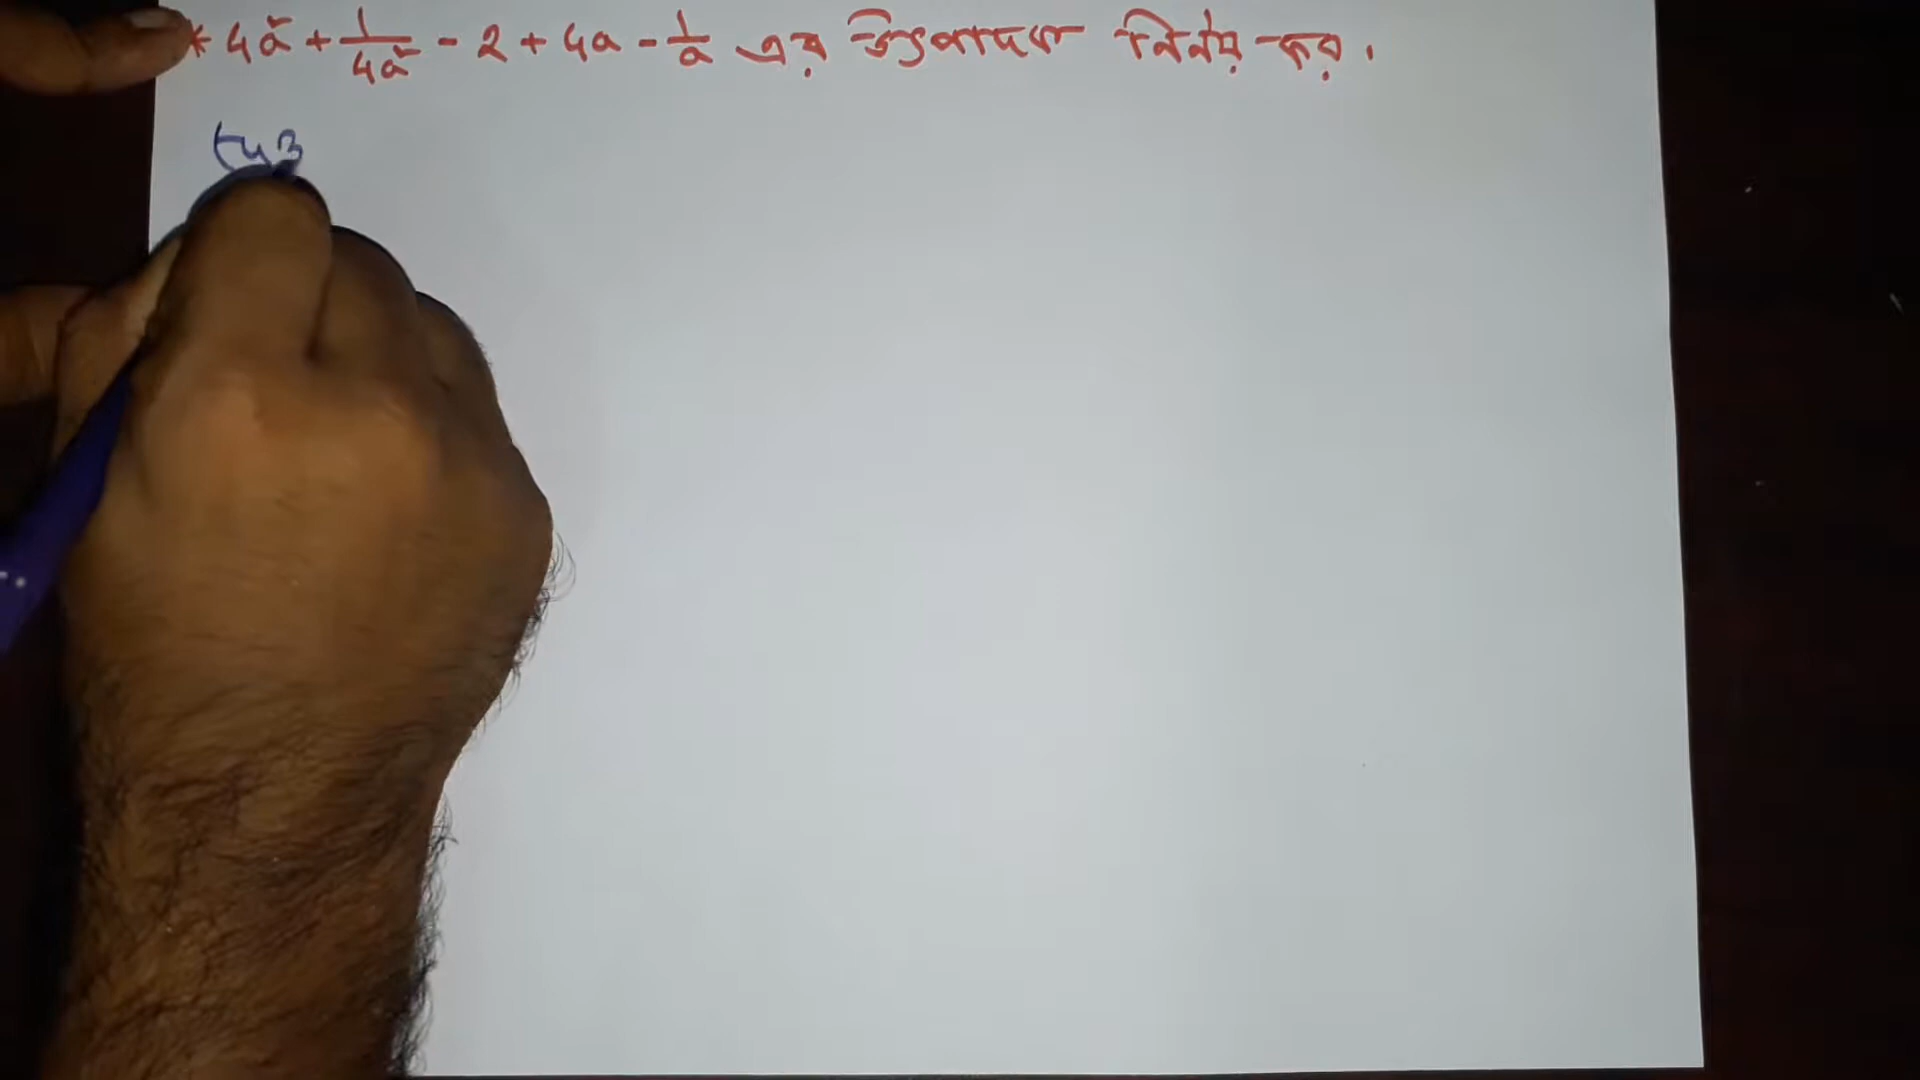 * 4a² + 1/4a² - 2 + 4a - 1/a এর উৎপাদক নির্ণয় কর।
দেও